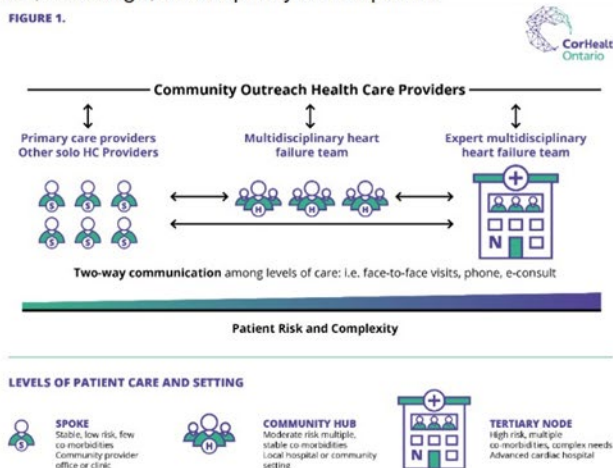 FIGURE 1.
CorHealth
Ontario
Community Outreach Health Care Providers
Primary care providers
Other solo HC Providers
Multidisciplinary heart
failure team
Expert multidisciplinary
heart failure team
S S S
H H H
S S S
N
Two-way communication among levels of care: i.e. face-to-face visits, phone, e-consult
Patient Risk and Complexity
LEVELS OF PATIENT CARE AND SETTING
S
SPOKE
Stable, low risk, few
co morbidities
Community provider
office or clinic
H
COMMUNITY HUB
Moderate risk multiple,
stable co-morbidities
Local hospital or community
setting
N
TERTIARY NODE
High risk, multiple
co-morbidities, complex needs
Advanced cardiac hospital